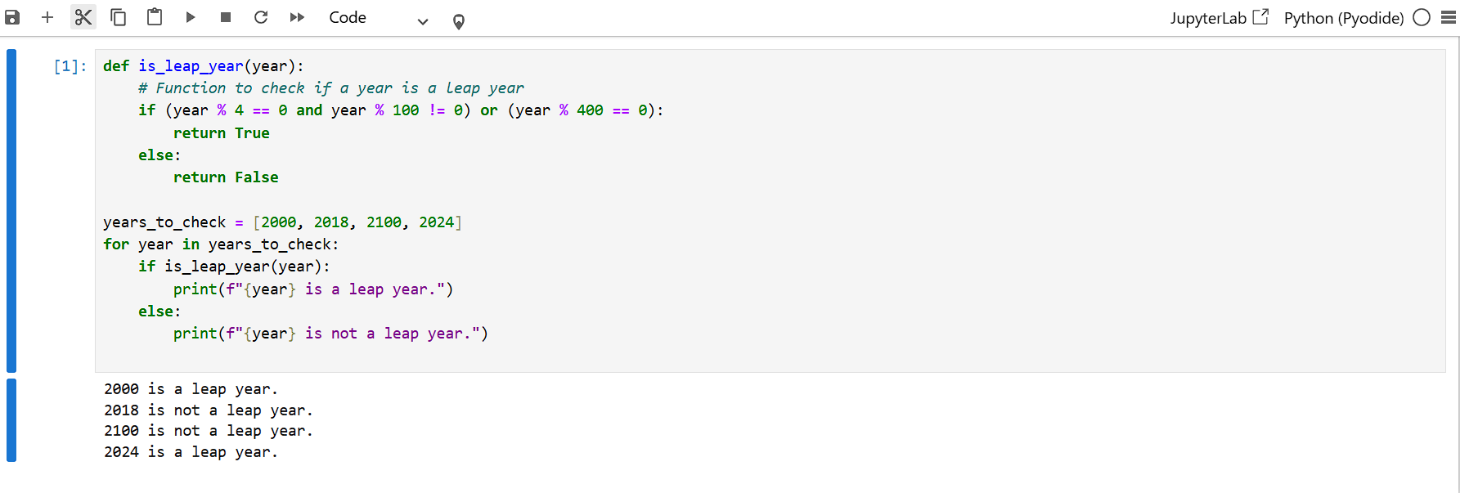 Code
JupyterLab Python (Pyodide)
[1]: def is_leap_year(year):
    # Function to check if a year is a leap year
    if (year % 4 == 0 and year % 100 != 0) or (year % 400 == 0):
        return True
    else:
        return False
years_to_check = [2000, 2018, 2100, 2024]
for year in years_to_check:
    if is_leap_year(year):
        print(f"{year} is a leap year.")
    else:
        print(f"{year} is not a leap year.")
2000 is a leap year.
2018 is not a leap year.
2100 is not a leap year.
2024 is a leap year.